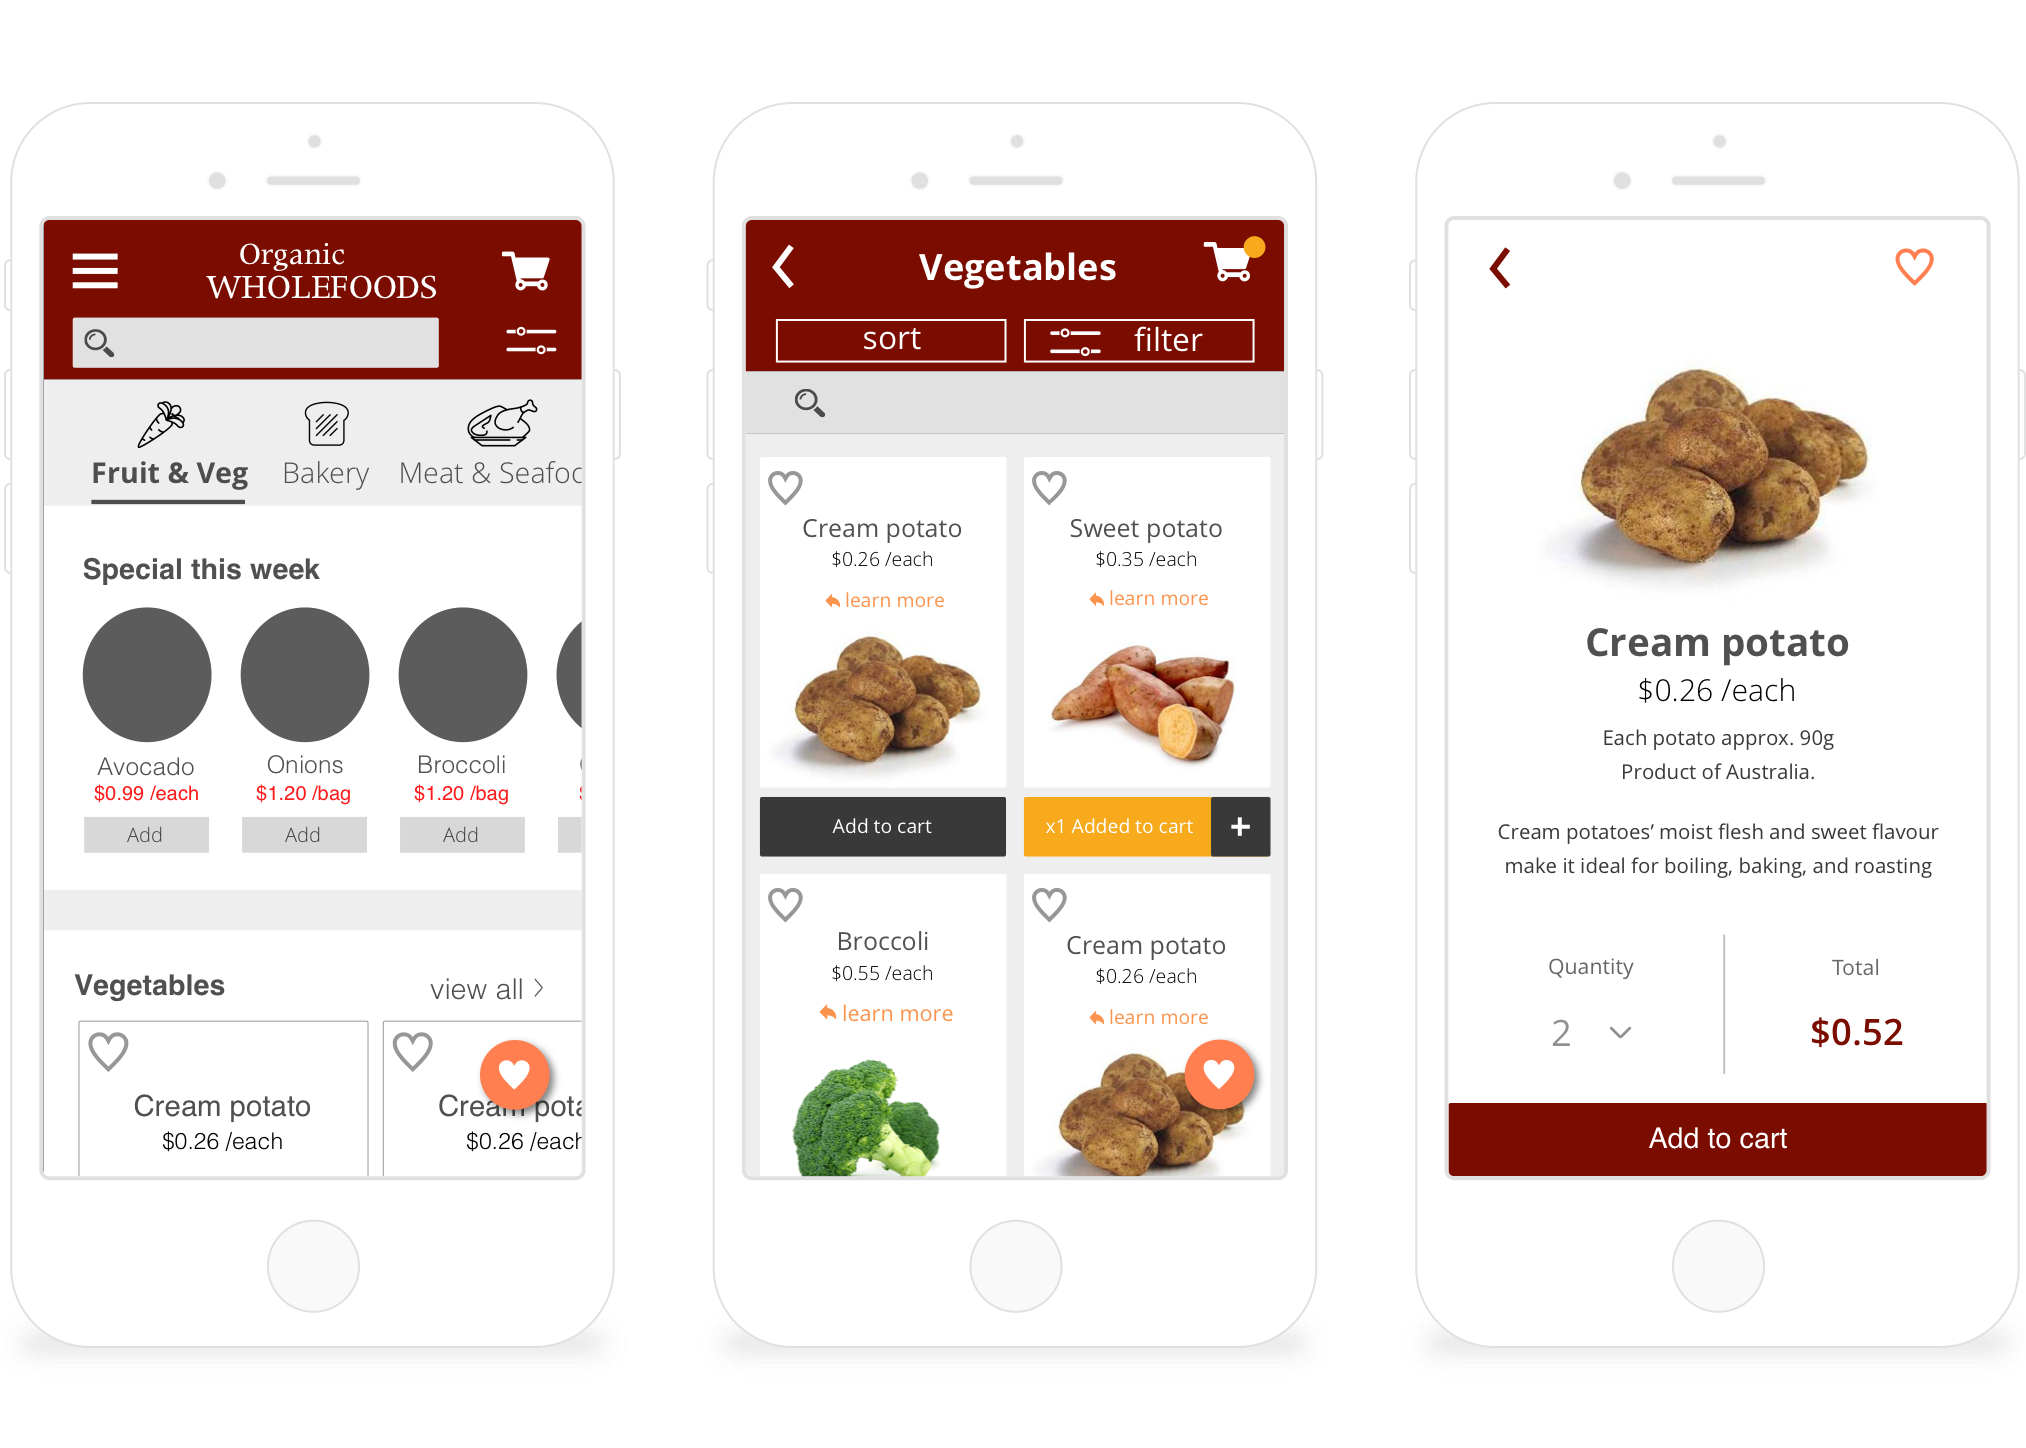 Organic
WHOLEFOODS
Fruit & Veg Bakery Meat & Seafoo
Special this week
Avocado Onions Broccoli
$0.99 /each $1.20 /bag $1.20 /bag
Add Add Add
Vegetables view all
Cream potato Cream pota
$0.26 /each $0.26 /each
Vegetables
sort filter
Cream potato Sweet potato
$0.26 /each $0.35 /each
learn more learn more
Add to cart x1 Added to cart +
Broccoli Cream potato
$0.55 /each $0.26 /each
learn more learn more
Cream potato
$0.26 /each
Each potato approx. 90g
Product of Australia.
Cream potatoes’ moist flesh and sweet flavour
make it ideal for boiling, baking, and roasting
Quantity Total
2 $0.52
Add to cart